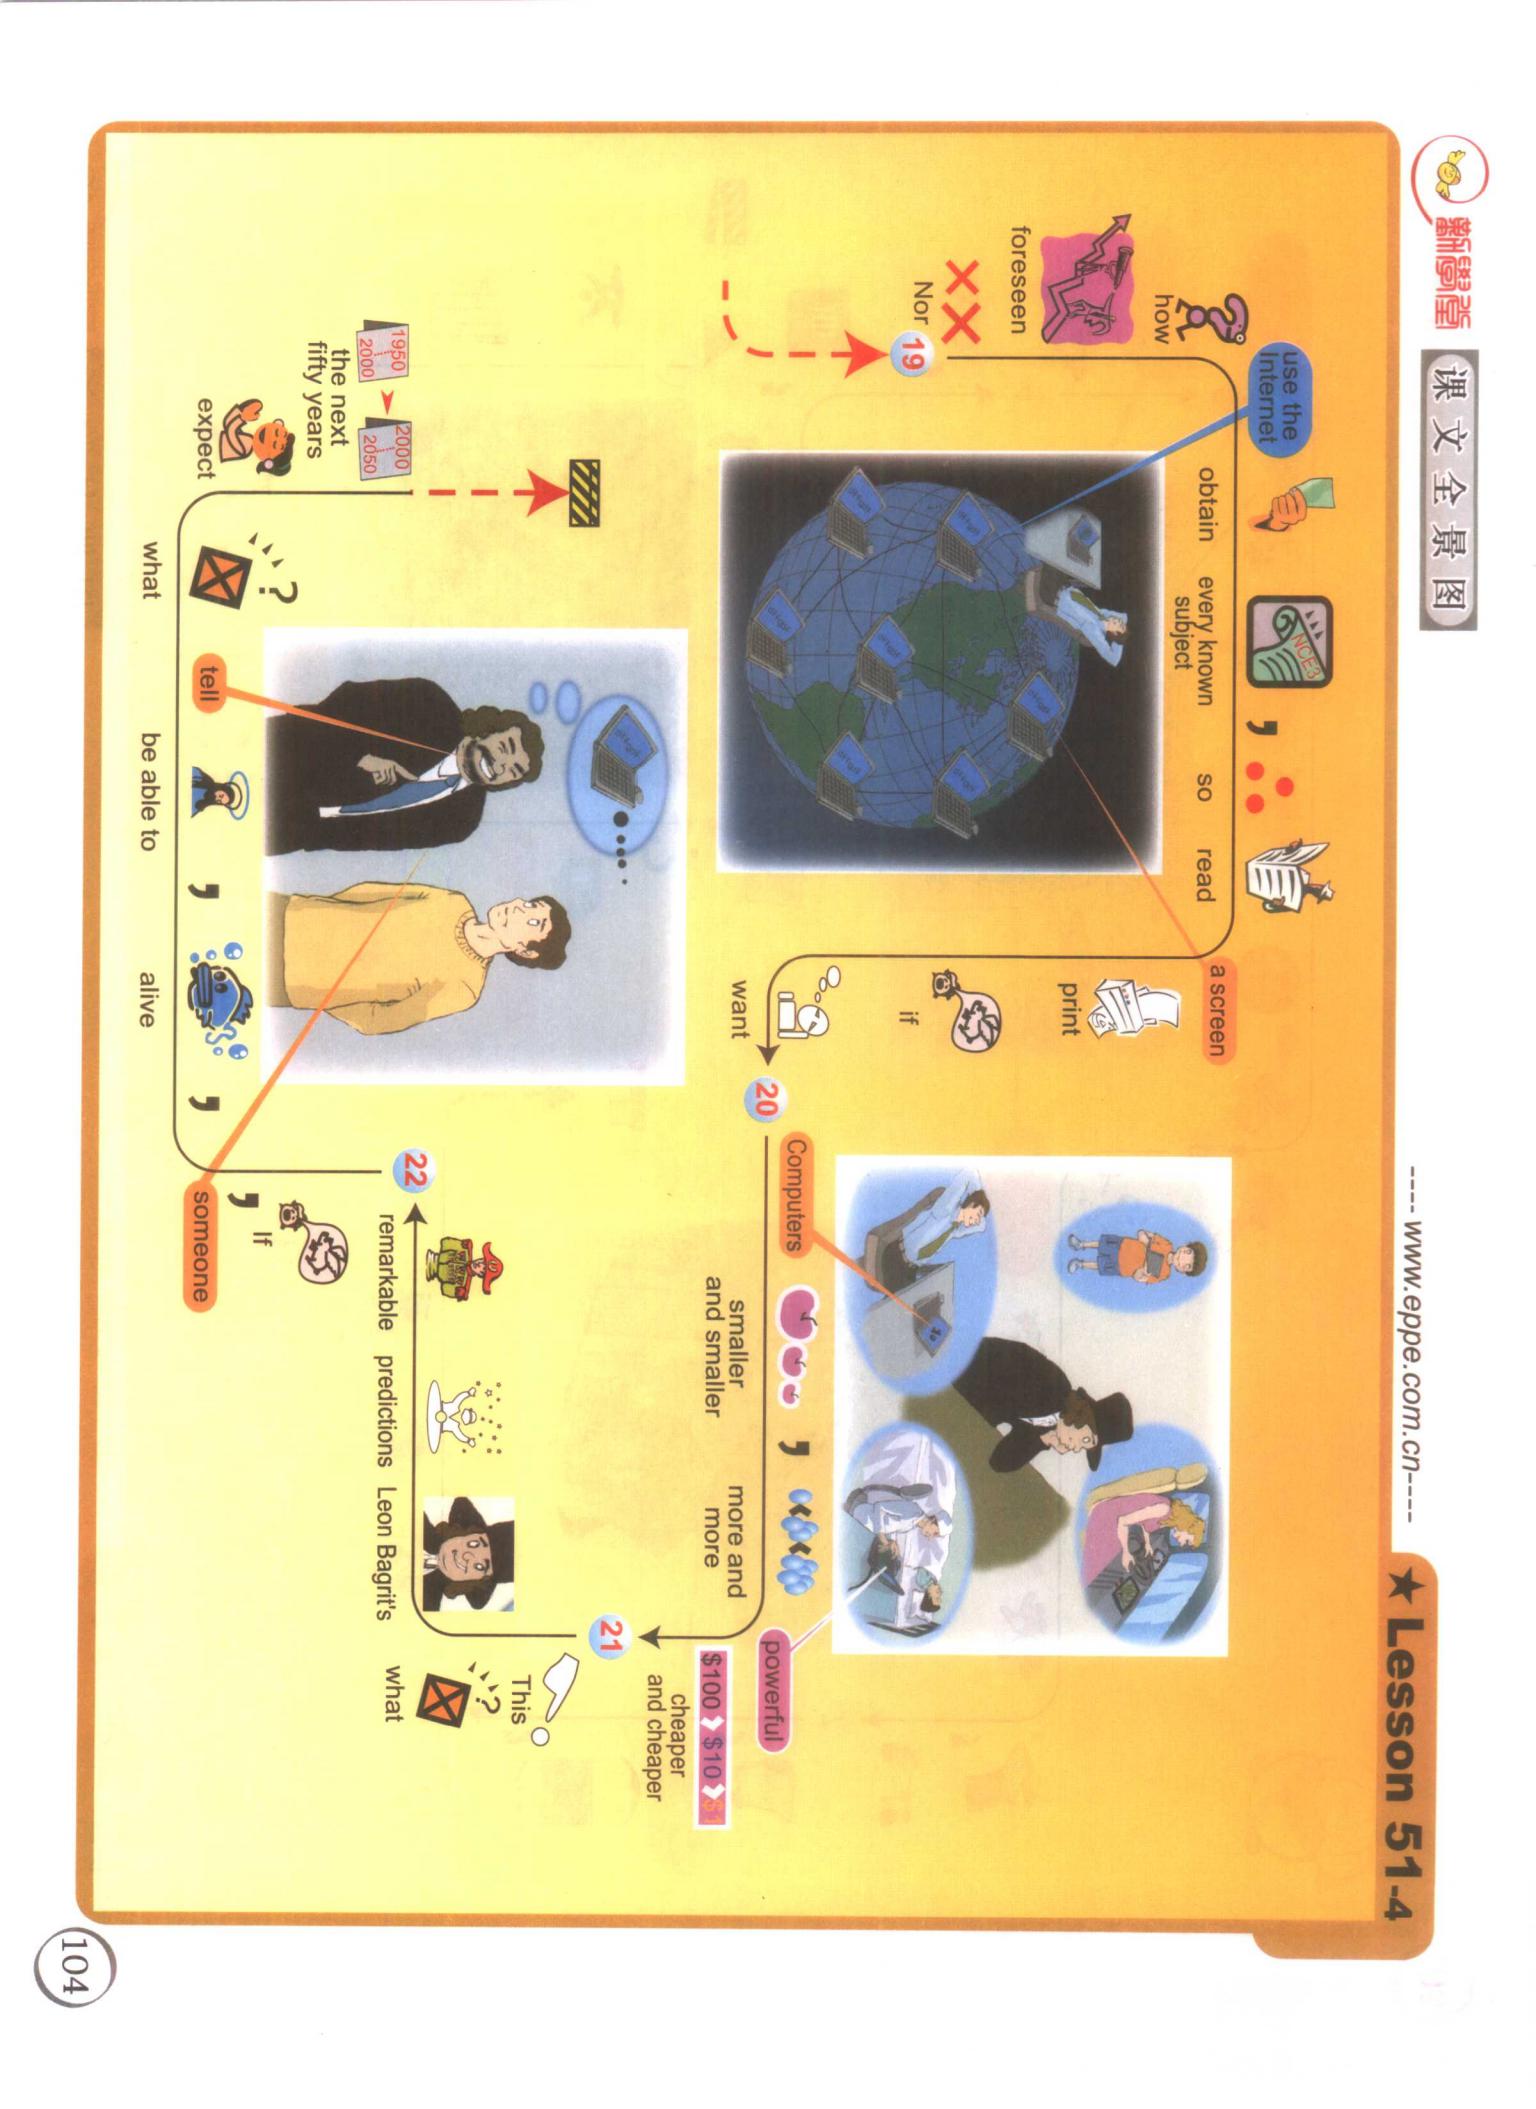 新學堂
课文全景图
---- www.eppe.com.cn----
★ Lesson 51-4
19
Nor
foreseen
how
use the
Internet
obtain
every known
subject
NCE3
,
so
read
a screen
print
if
want
20
Computers
smaller
and smaller
,
more and
more
powerful
$100 $10 $1
cheaper
and cheaper
21
This
what
?
Leon Bagrit's
predictions
remarkable
22
If
,
someone
,
alive
,
be able to
tell
what
?
expect
the next
fifty years
1950
2000
2000
2050
104